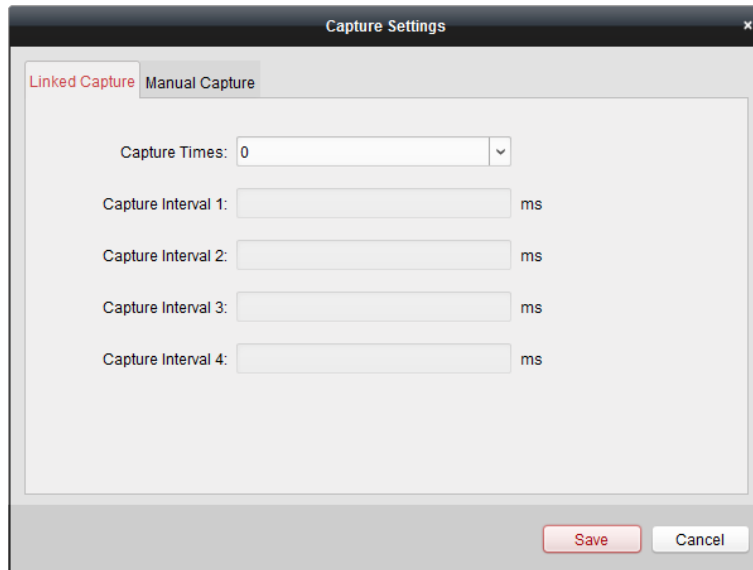 Capture Settings ×
Linked Capture Manual Capture
Capture Times: 0
Capture Interval 1: ms
Capture Interval 2: ms
Capture Interval 3: ms
Capture Interval 4: ms
Save Cancel